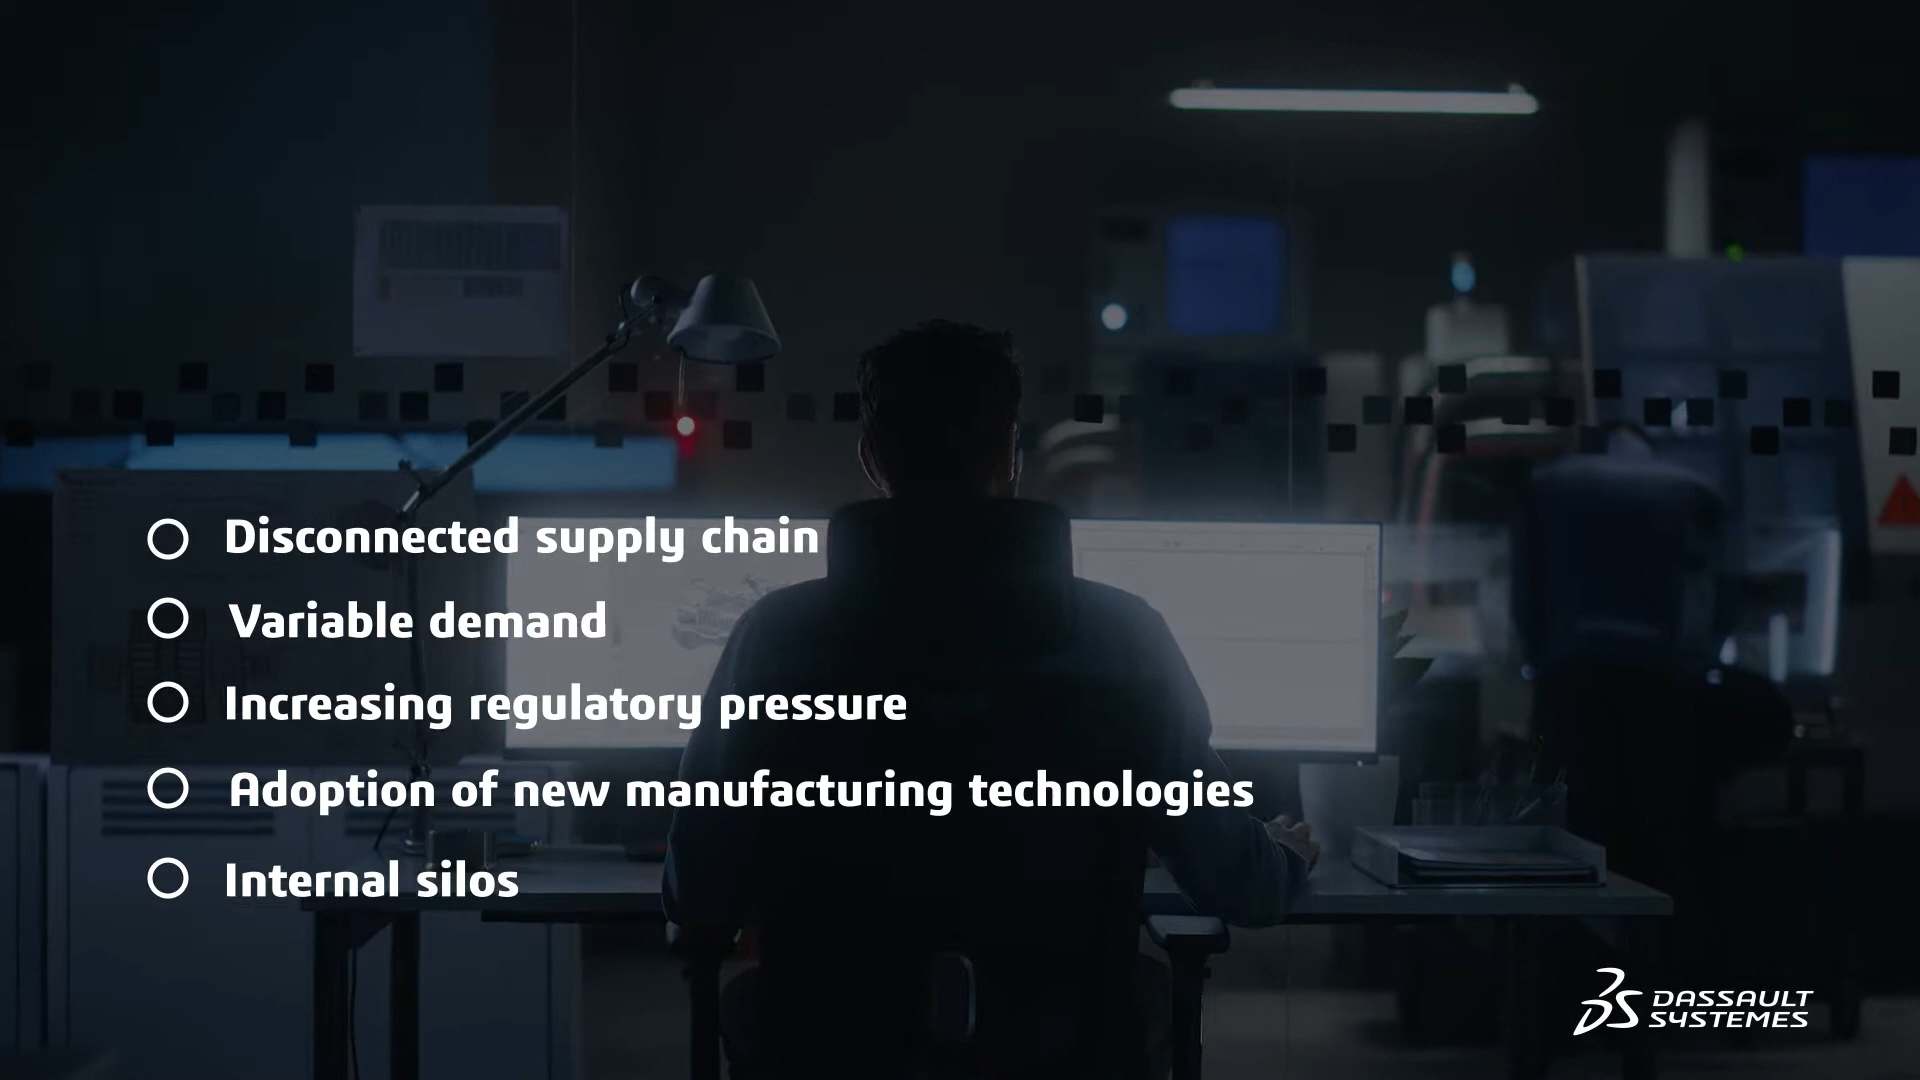 Disconnected supply chain
Variable demand
Increasing regulatory pressure
Adoption of new manufacturing technologies
Internal silos
DASSAULT
SYSTEMES